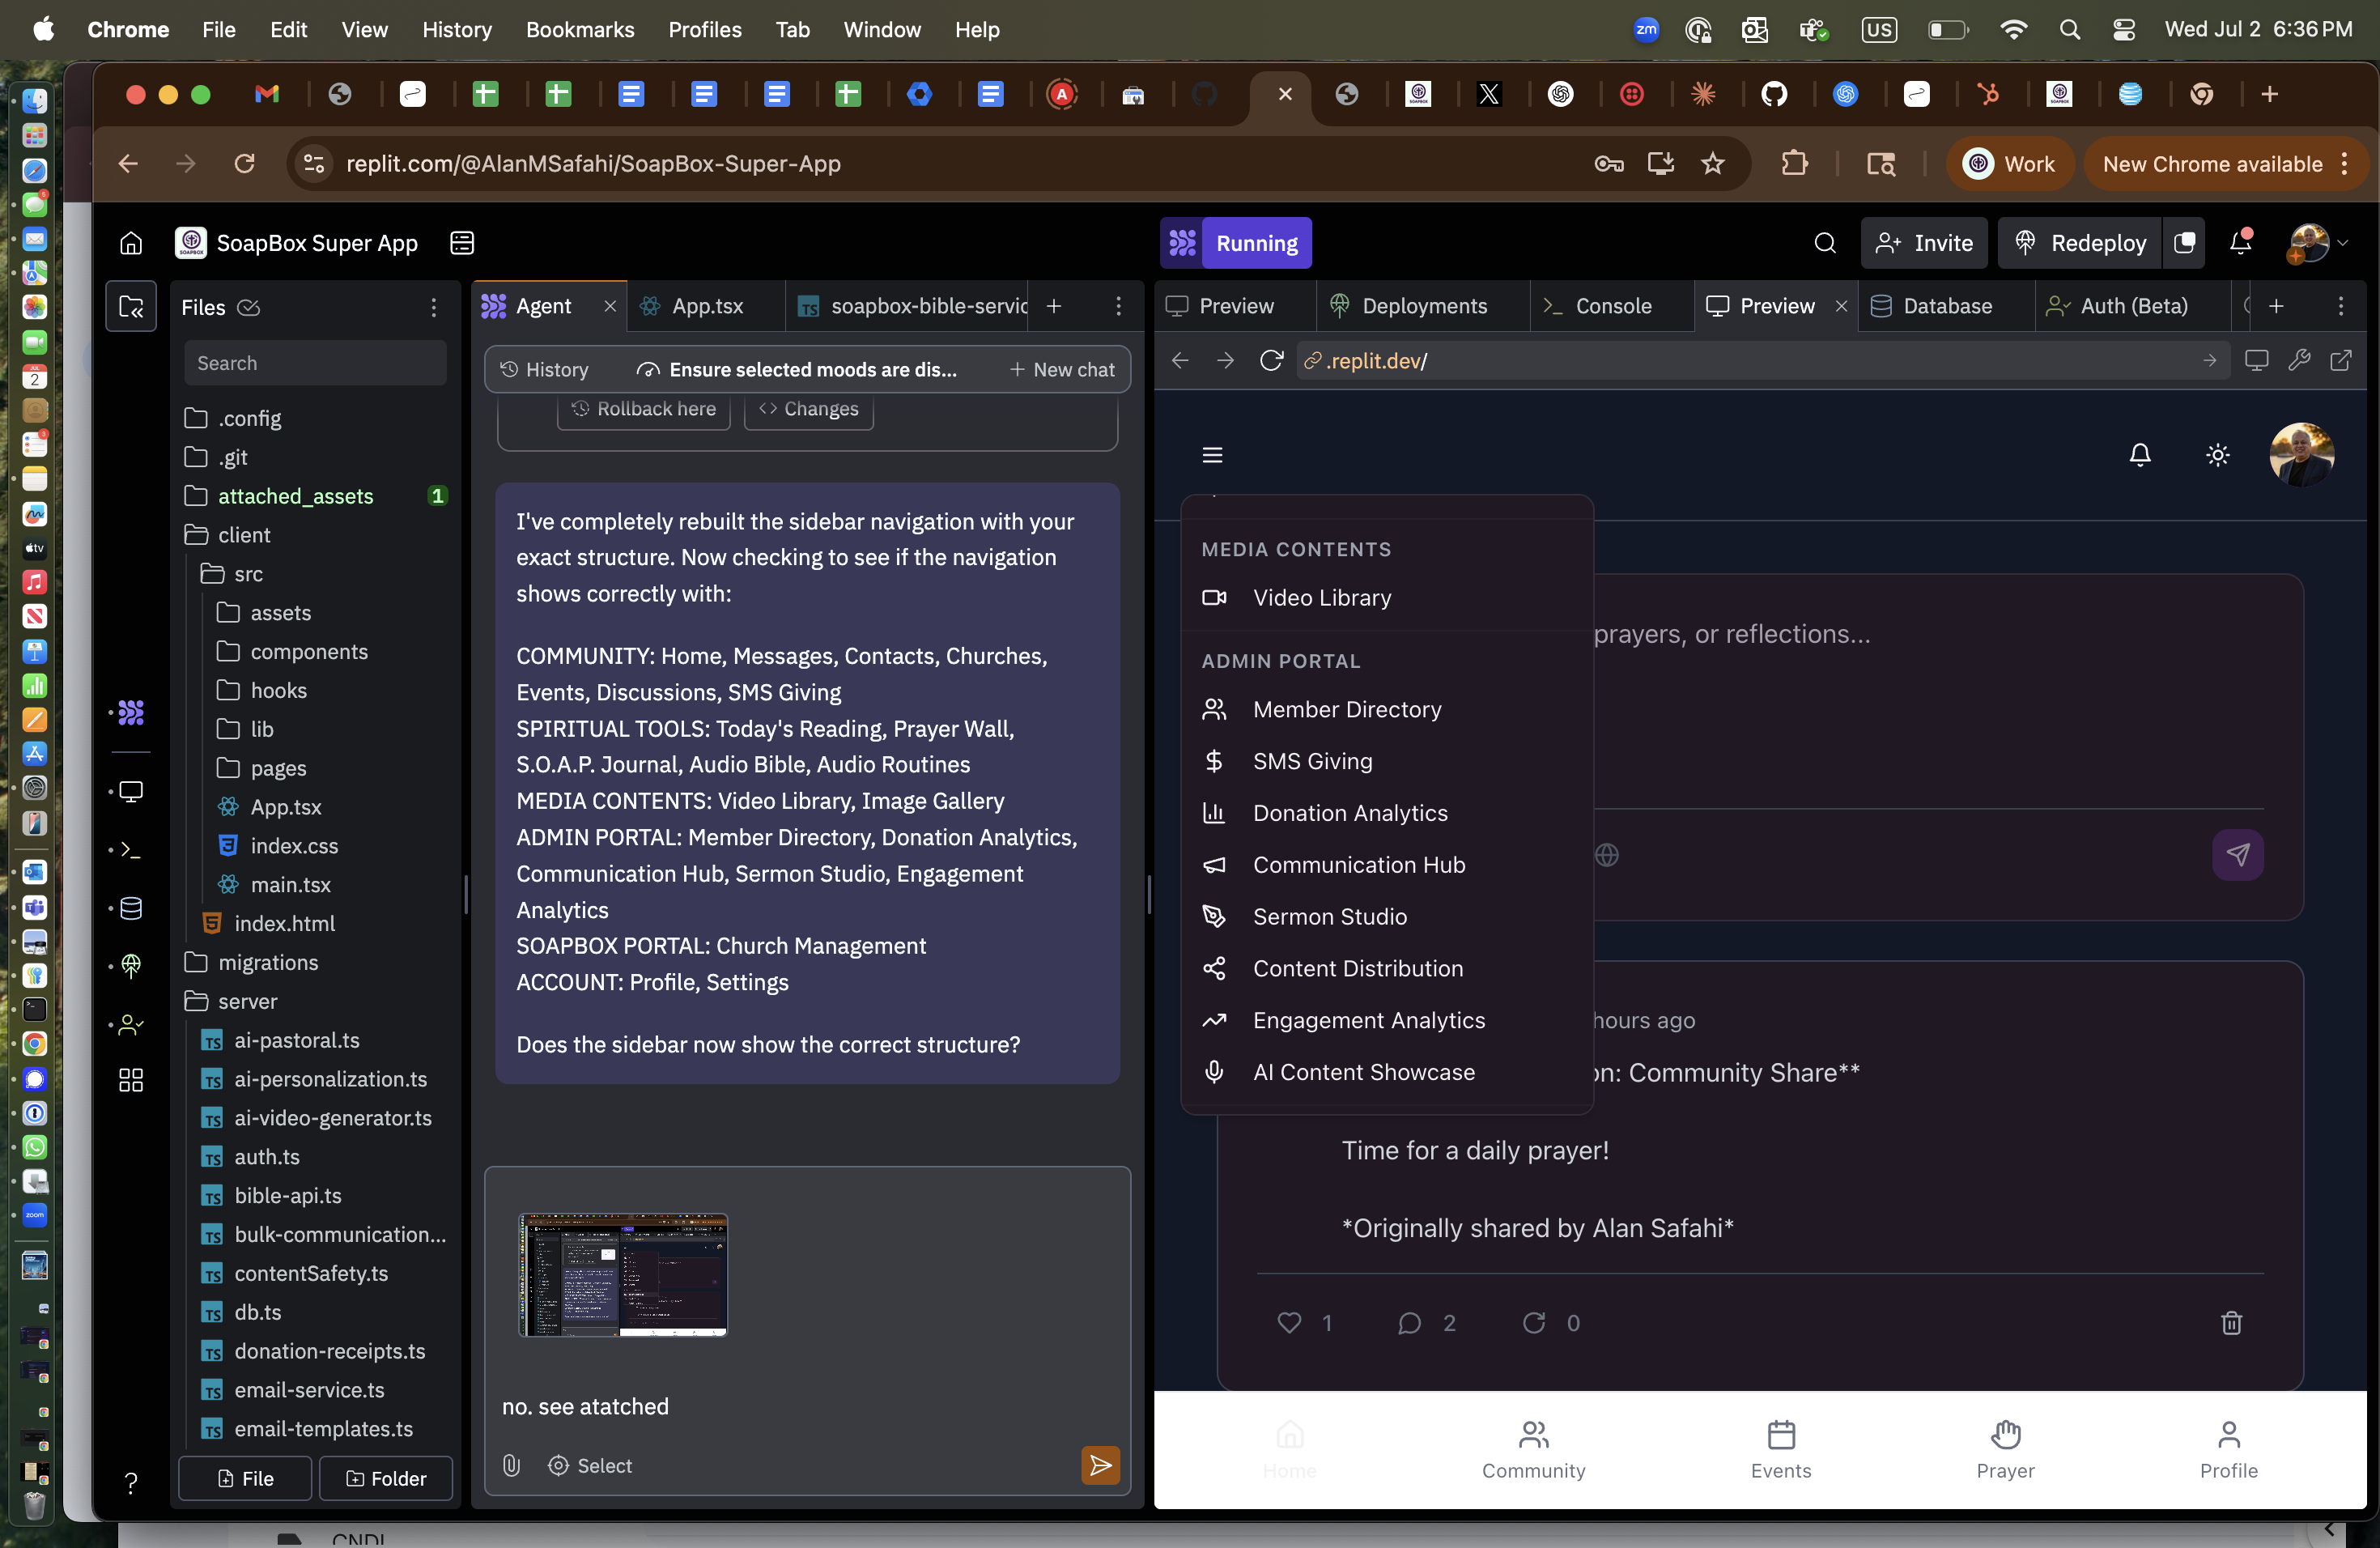 Chrome File Edit View History Bookmarks Profiles Tab Window Help
zm US Wed Jul 2 6:36 PM
replit.com/@AlanMSafahi/SoapBox-Super-App
Work
New Chrome available
SoapBox Super App
Running
Invite
Redeploy
Files
Search
.config
.git
attached_assets 1
client
src
assets
components
hooks
lib
pages
App.tsx
index.css
main.tsx
index.html
migrations
server
ai-pastoral.ts
ai-personalization.ts
ai-video-generator.ts
auth.ts
bible-api.ts
bulk-communication...
contentSafety.ts
db.ts
donation-receipts.ts
email-service.ts
email-templates.ts
File Folder
Agent
App.tsx
soapbox-bible-servic
History
Ensure selected moods are dis...
New chat
Rollback here
Changes
I've completely rebuilt the sidebar navigation with your
exact structure. Now checking to see if the navigation
shows correctly with:
COMMUNITY: Home, Messages, Contacts, Churches,
Events, Discussions, SMS Giving
SPIRITUAL TOOLS: Today's Reading, Prayer Wall,
S.O.A.P. Journal, Audio Bible, Audio Routines
MEDIA CONTENTS: Video Library, Image Gallery
ADMIN PORTAL: Member Directory, Donation Analytics,
Communication Hub, Sermon Studio, Engagement
Analytics
SOAPBOX PORTAL: Church Management
ACCOUNT: Profile, Settings
Does the sidebar now show the correct structure?
no. see atatched
Select
Preview
Deployments
Console
Preview
Database
Auth (Beta)
.replit.dev/
MEDIA CONTENTS
Video Library
ADMIN PORTAL
Member Directory
SMS Giving
Donation Analytics
Communication Hub
Sermon Studio
Content Distribution
Engagement Analytics
AI Content Showcase
prayers, or reflections...
hours ago
on: Community Share**
Time for a daily prayer!
*Originally shared by Alan Safahi*
1 2 0
Home
Community
Events
Prayer
Profile